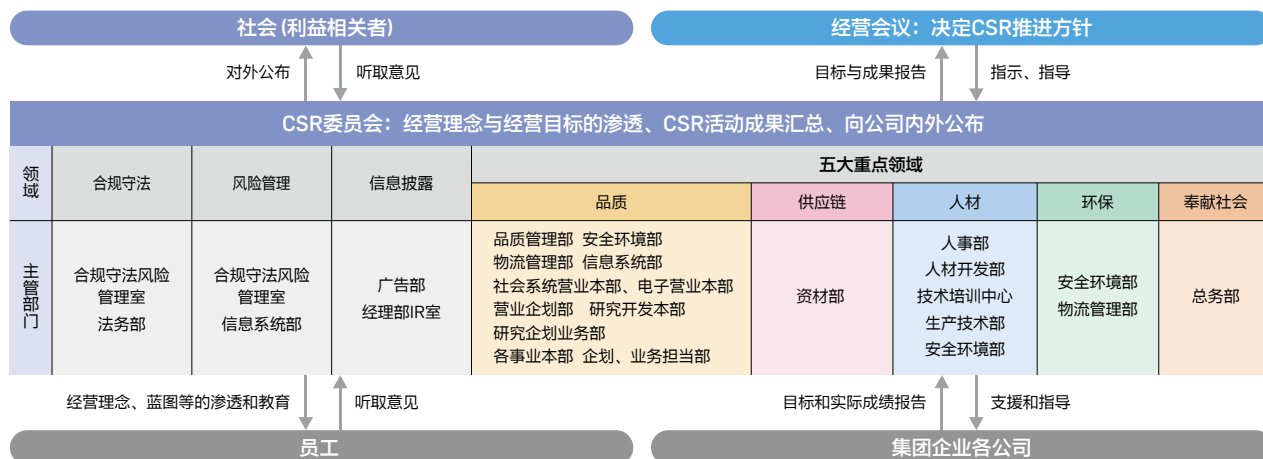 社会 (利益相关者)
经营会议：决定CSR推进方针
对外公布
听取意见
目标与成果报告
指示、指导
CSR委员会：经营理念与经营目标的渗透、CSR活动成果汇总、向公司内外公布
领域
合规守法
风险管理
信息披露
五大重点领域
品质
供应链
人材
环保
奉献社会
主管部门
合规守法风险
管理室
法务部
合规守法风险
管理室
信息系统部
广告部
经理部IR室
品质管理部 安全环境部
物流管理部 信息系统部
社会系统营业本部、电子营业本部
营业企划部 研究开发本部
研究企划业务部
各事业本部 企划、业务担当部
资材部
人事部
人材开发部
技术培训中心
生产技术部
安全环境部
安全环境部
物流管理部
总务部
经营理念、蓝图等的渗透和教育
听取意见
目标和实际成绩报告
支援和指导
员工
集团企业各公司